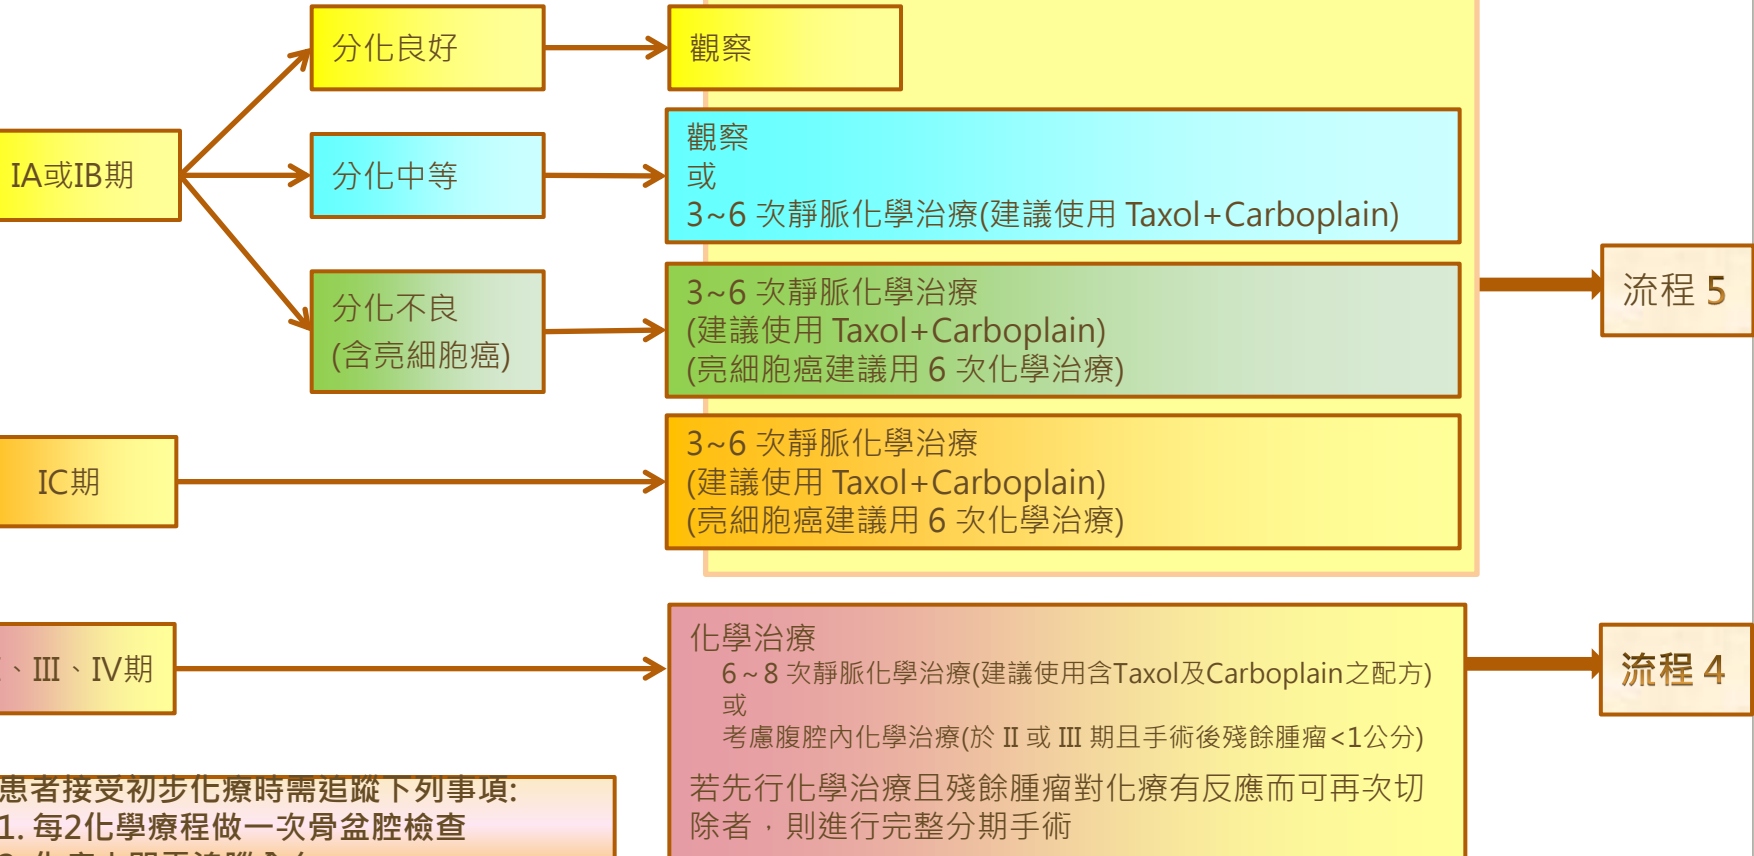 分化良好
觀察
IA或IB期
分化中等
觀察
或
3~6 次靜脈化學治療(建議使用 Taxol+Carboplain)
分化不良
(含亮細胞癌)
3~6 次靜脈化學治療
(建議使用 Taxol+Carboplain)
(亮細胞癌建議用 6 次化學治療)
流程 5
IC期
3~6 次靜脈化學治療
(建議使用 Taxol+Carboplain)
(亮細胞癌建議用 6 次化學治療)
、III、IV期
化學治療
6~8 次靜脈化學治療(建議使用含Taxol及Carboplain之配方)
或
考慮腹腔內化學治療(於 II 或 III 期且手術後殘餘腫瘤<1公分)
若先行化學治療且殘餘腫瘤對化療有反應而可再次切
除者，則進行完整分期手術
流程 4
患者接受初步化療時需追蹤下列事項:
1. 每2化學療程做一次骨盆腔檢查